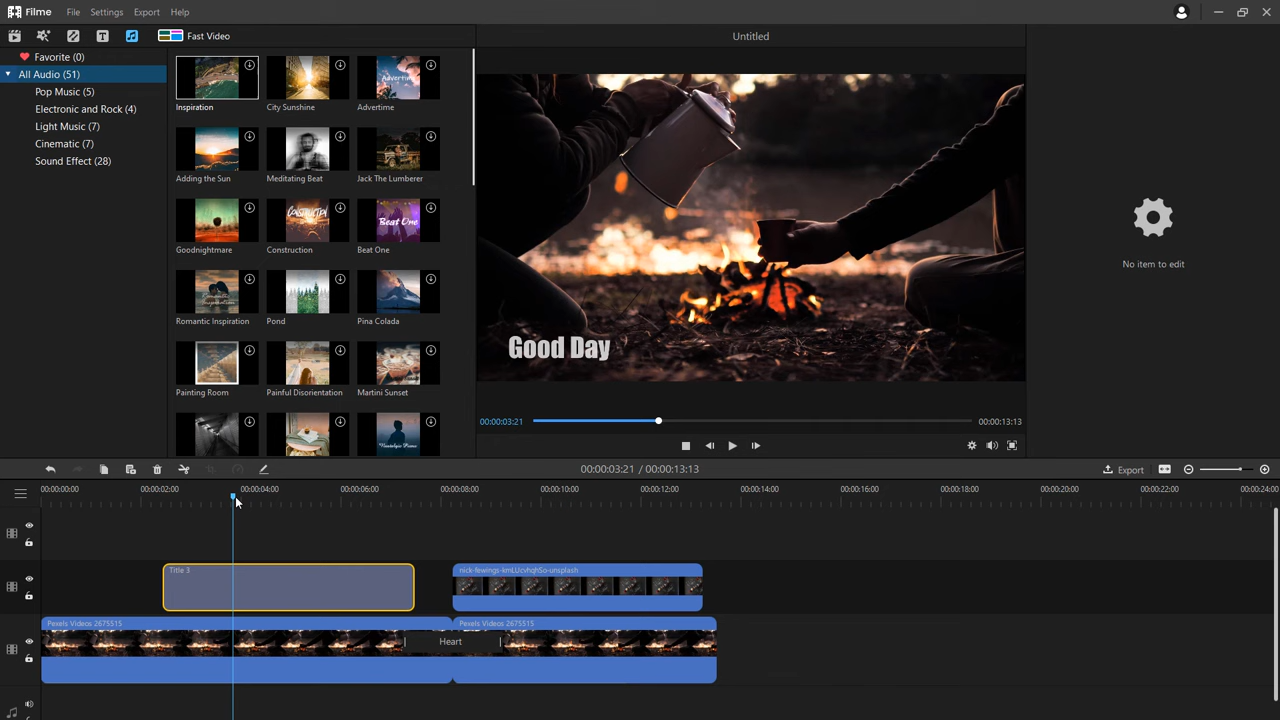 Filme File Settings Export Help
Fast Video
Untitled
Favorite (0)
All Audio (51)
Pop Music (5)
Electronic and Rock (4)
Light Music (7)
Cinematic (7)
Sound Effect (28)
Inspiration City Sunshine Advertime
Adding the Sun Meditating Beat Jack The Lumberer
Goodnightmare Construction Beat One
Romantic Inspiration Pond Pina Colada
Painting Room Painful Disorientation Martini Sunset
Good Day
No item to edit
00:00:03:21 00:00:13:13
00:00:03:21 / 00:00:13:13
Export
00:00:00:00 00:00:02:00 00:00:04:00 00:00:06:00 00:00:08:00 00:00:10:00 00:00:12:00 00:00:14:00 00:00:16:00 00:00:18:00 00:00:20:00 00:00:22:00 00:00:24:00
Title 3
nick-fewings-kmLUcvhqhSo-unsplash
Pexels Videos 2675515
Pexels Videos 2675515
Heart